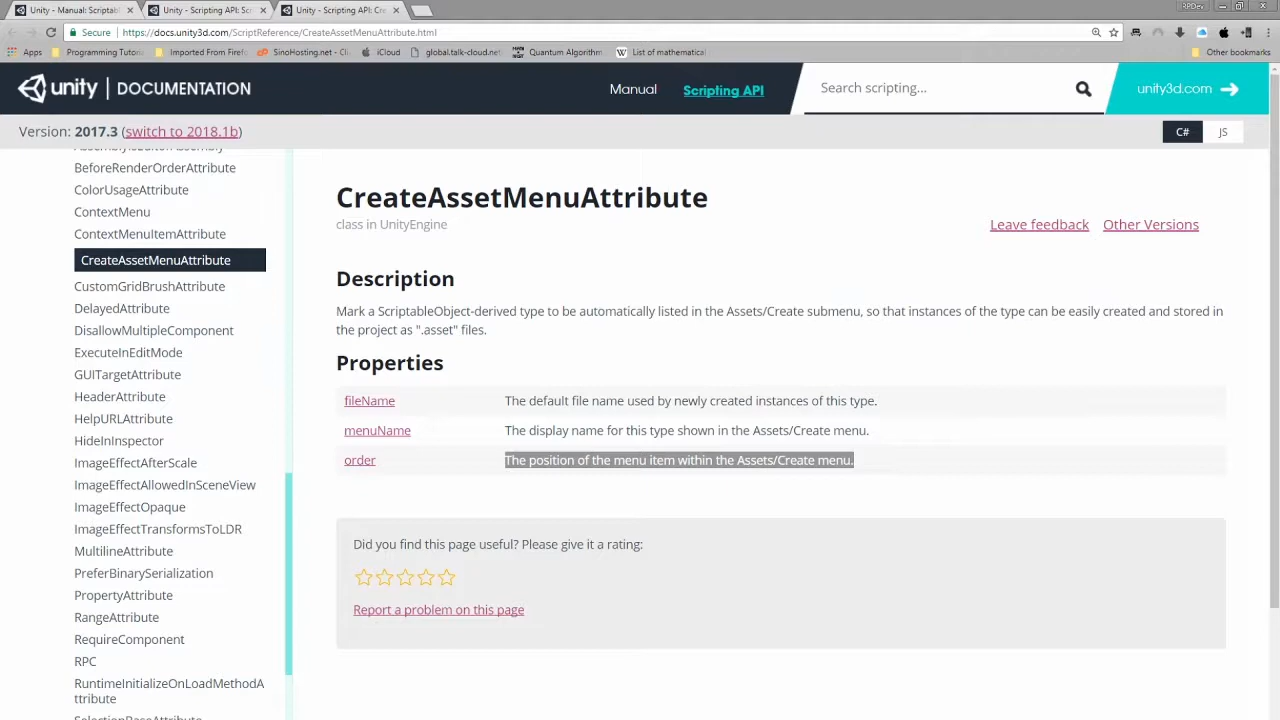 Unity - Manual: Scriptabl
Unity - Scripting API: Scri
Unity - Scripting API: Cre
RPDev
Secure
https://docs.unity3d.com/ScriptReference/CreateAssetMenuAttribute.html
Apps
Programming Tutoria
Imported From Firefo
SinoHosting.net - Clie
iCloud
global.talk-cloud.net
Quantum Algorithm
List of mathematical
Other bookmarks
unity | DOCUMENTATION
Manual
Scripting API
Search scripting...
unity3d.com
Version: 2017.3 (switch to 2018.1b)
C#
JS
BeforeRenderOrderAttribute
ColorUsageAttribute
ContextMenu
ContextMenuItemAttribute
CreateAssetMenuAttribute
CustomGridBrushAttribute
DelayedAttribute
DisallowMultipleComponent
ExecuteInEditMode
GUITargetAttribute
HeaderAttribute
HelpURLAttribute
HideInInspector
ImageEffectAfterScale
ImageEffectAllowedInSceneView
ImageEffectOpaque
ImageEffectTransformsToLDR
MultilineAttribute
PreferBinarySerialization
PropertyAttribute
RangeAttribute
RequireComponent
RPC
RuntimeInitializeOnLoadMethodA
ttribute
SelectionBaseAttribute
CreateAssetMenuAttribute
class in UnityEngine
Leave feedback
Other Versions
Description
Mark a ScriptableObject-derived type to be automatically listed in the Assets/Create submenu, so that instances of the type can be easily created and stored in
the project as ".asset" files.
Properties
fileName The default file name used by newly created instances of this type.
menuName The display name for this type shown in the Assets/Create menu.
order The position of the menu item within the Assets/Create menu.
Did you find this page useful? Please give it a rating:
Report a problem on this page